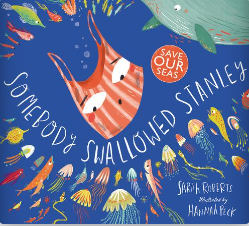 SAVE
OUR
SEAS
SOMEBODY SWALLOWED STANLEY
SARAH ROBERTS
illustrated by
HANNAH PECK